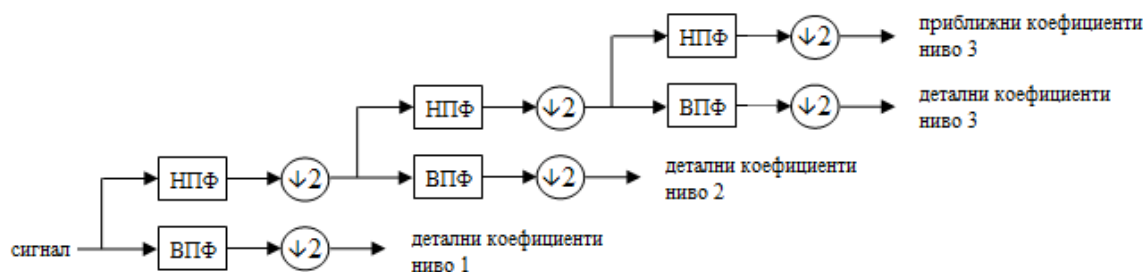 НПФ ↓2 приближни коефициенти
ниво 3
НПФ ↓2 ВПФ ↓2 детални коефициенти
ниво 3
НПФ ↓2 ВПФ ↓2 детални коефициенти
ниво 2
сигнал ВПФ ↓2 детални коефициенти
ниво 1